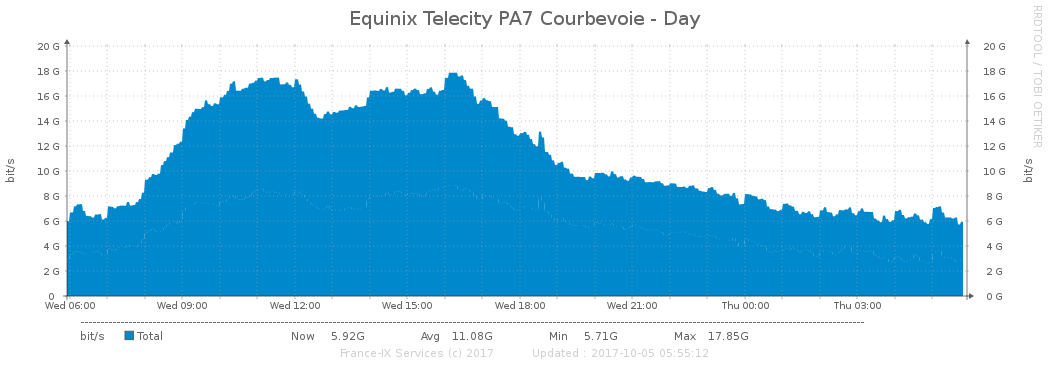 Equinix Telecity PA7 Courbevoie - Day
RRDTOOL / TOBI OETIKER
20 G 20 G
18 G 18 G
16 G 16 G
14 G 14 G
12 G 12 G
10 G 10 G
8 G 8 G
6 G 6 G
4 G 4 G
2 G 2 G
0 0 G
bit/s bit/s
Wed 06:00 Wed 09:00 Wed 12:00 Wed 15:00 Wed 18:00 Wed 21:00 Thu 00:00 Thu 03:00
bit/s Total Now 5.92G Avg 11.08G Min 5.71G Max 17.85G
France-IX Services (c) 2017 Updated : 2017-10-05 05:55:12